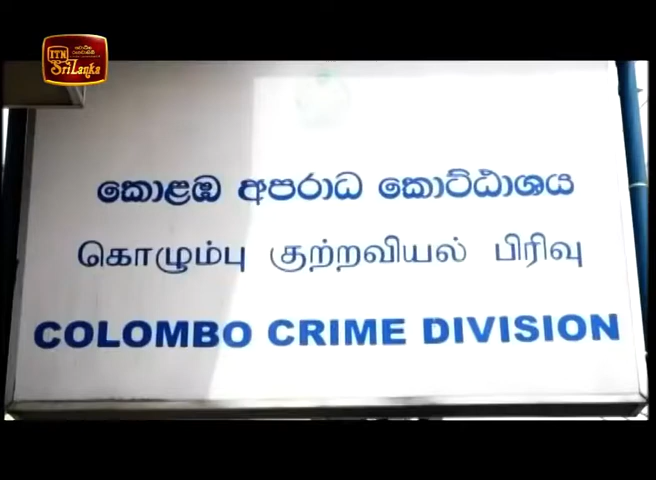 ITN
SriLanka
කොළඹ අපරාධ කොට්ඨාශය
கொழும்பு குற்றவியல் பிரிவு
COLOMBO CRIME DIVISION